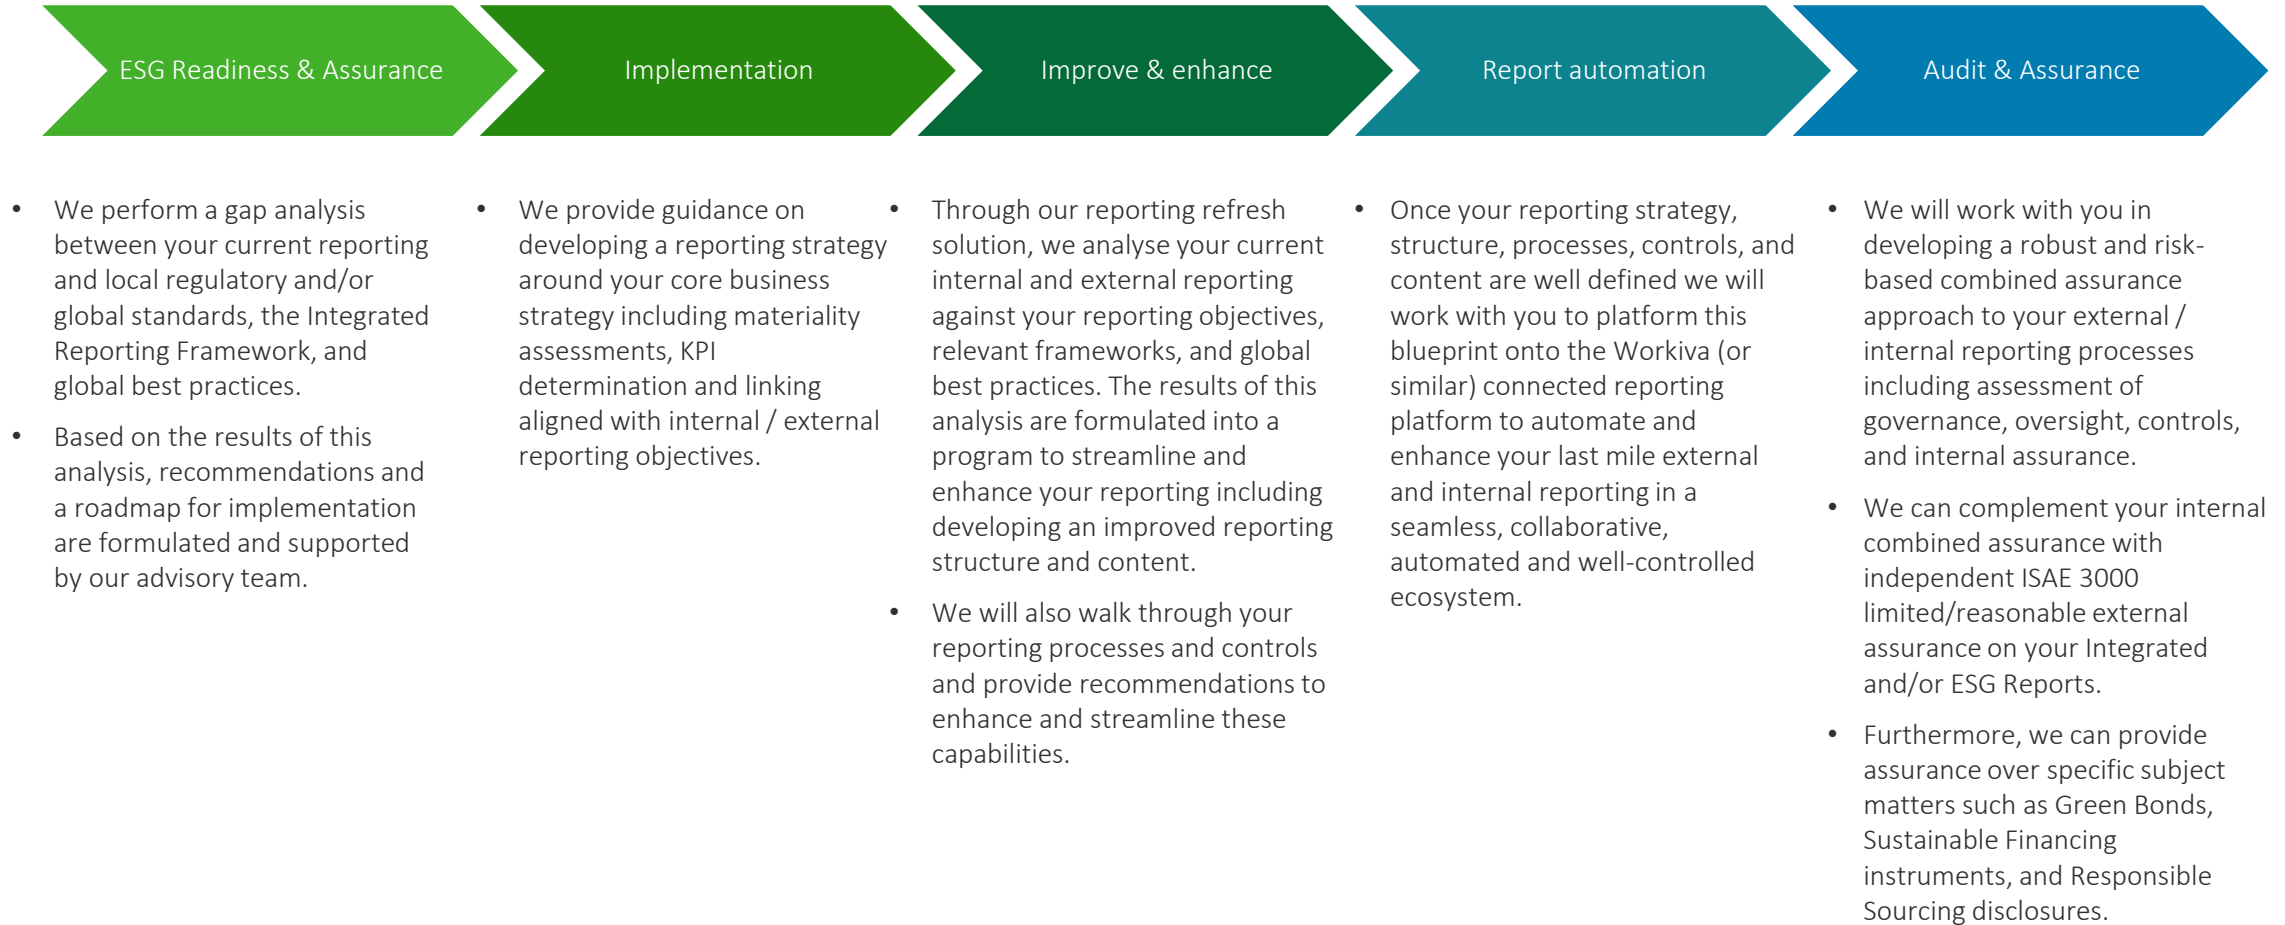 ESG Readiness & Assurance
Implementation
Improve & enhance
Report automation
Audit & Assurance
• We perform a gap analysis
between your current reporting
and local regulatory and/or
global standards, the Integrated
Reporting Framework, and
global best practices.
• Based on the results of this
analysis, recommendations and
a roadmap for implementation
are formulated and supported
by our advisory team.
• We provide guidance on
developing a reporting strategy
around your core business
strategy including materiality
assessments, KPI
determination and linking
aligned with internal / external
reporting objectives.
• Through our reporting refresh
solution, we analyse your current
internal and external reporting
against your reporting objectives,
relevant frameworks, and global
best practices. The results of this
analysis are formulated into a
program to streamline and
enhance your reporting including
developing an improved reporting
structure and content.
• We will also walk through your
reporting processes and controls
and provide recommendations to
enhance and streamline these
capabilities.
• Once your reporting strategy,
structure, processes, controls, and
content are well defined we will
work with you to platform this
blueprint onto the Workiva (or
similar) connected reporting
platform to automate and
enhance your last mile external
and internal reporting in a
seamless, collaborative,
automated and well-controlled
ecosystem.
• We will work with you in
developing a robust and risk-
based combined assurance
approach to your external /
internal reporting processes
including assessment of
governance, oversight, controls,
and internal assurance.
• We can complement your internal
combined assurance with
independent ISAE 3000
limited/reasonable external
assurance on your Integrated
and/or ESG Reports.
• Furthermore, we can provide
assurance over specific subject
matters such as Green Bonds,
Sustainable Financing
instruments, and Responsible
Sourcing disclosures.